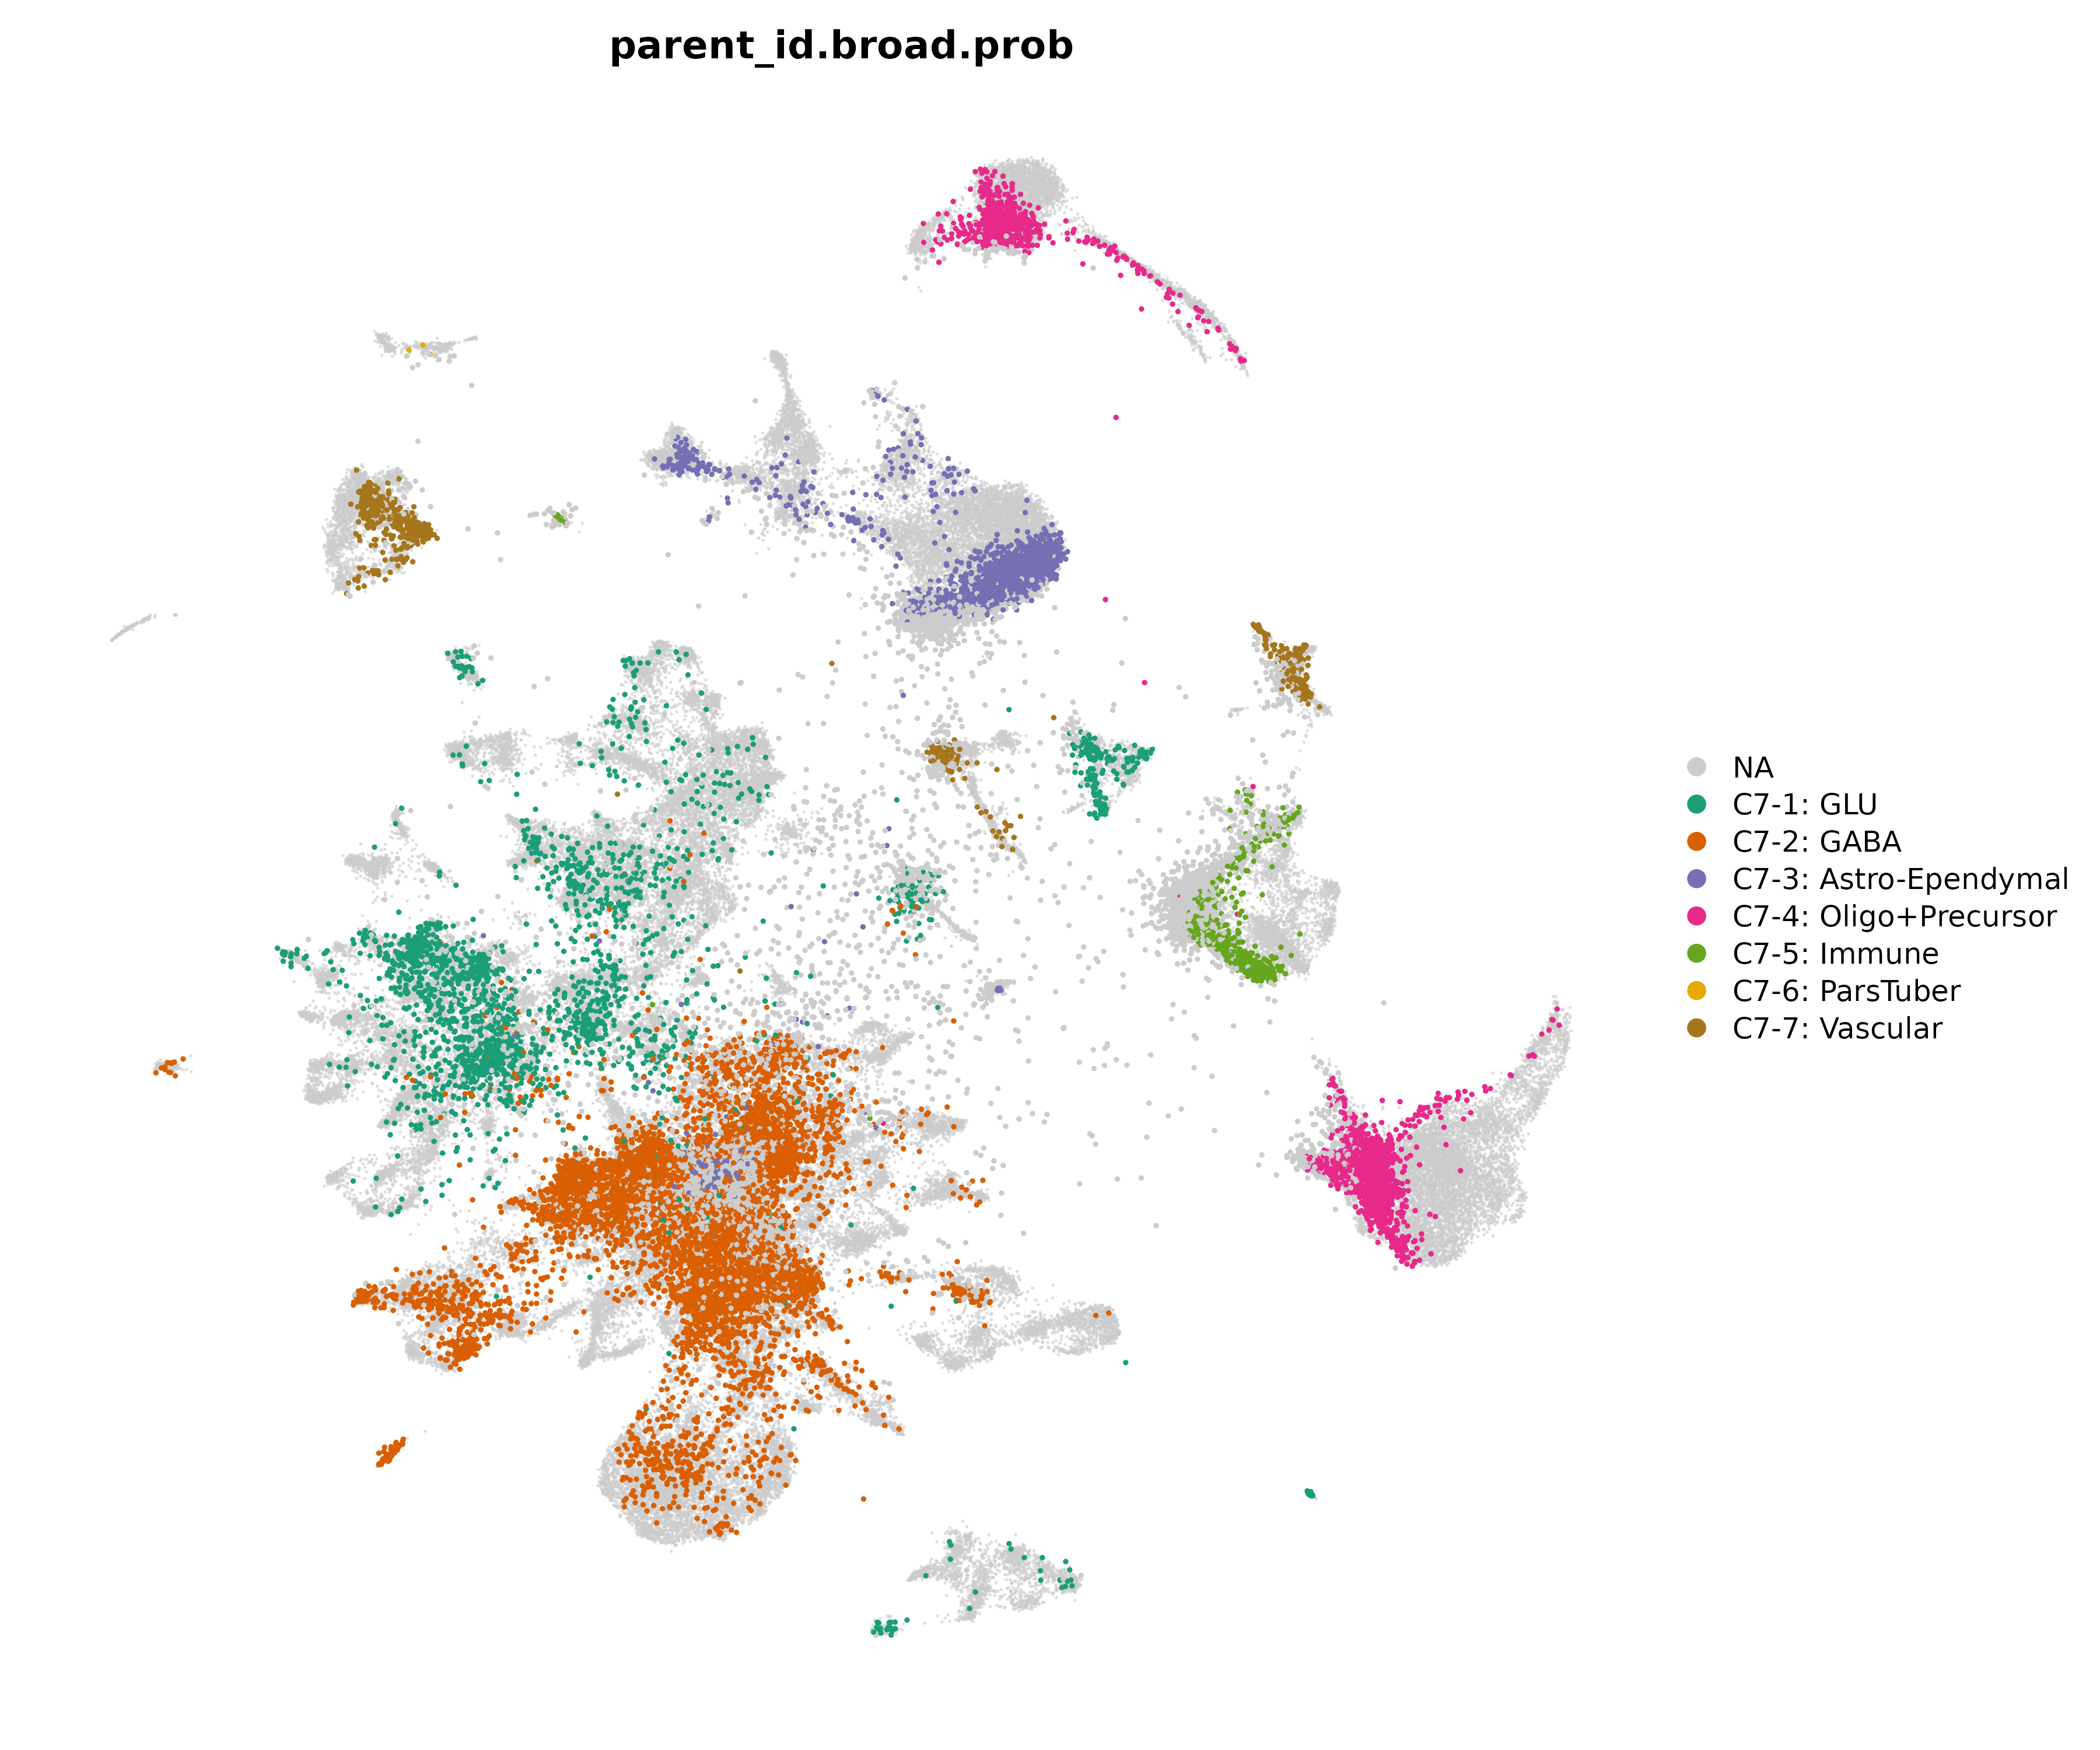 parent_id.broad.prob
NA
C7-1: GLU
C7-2: GABA
C7-3: Astro-Ependymal
C7-4: Oligo+Precursor
C7-5: Immune
C7-6: ParsTuber
C7-7: Vascular